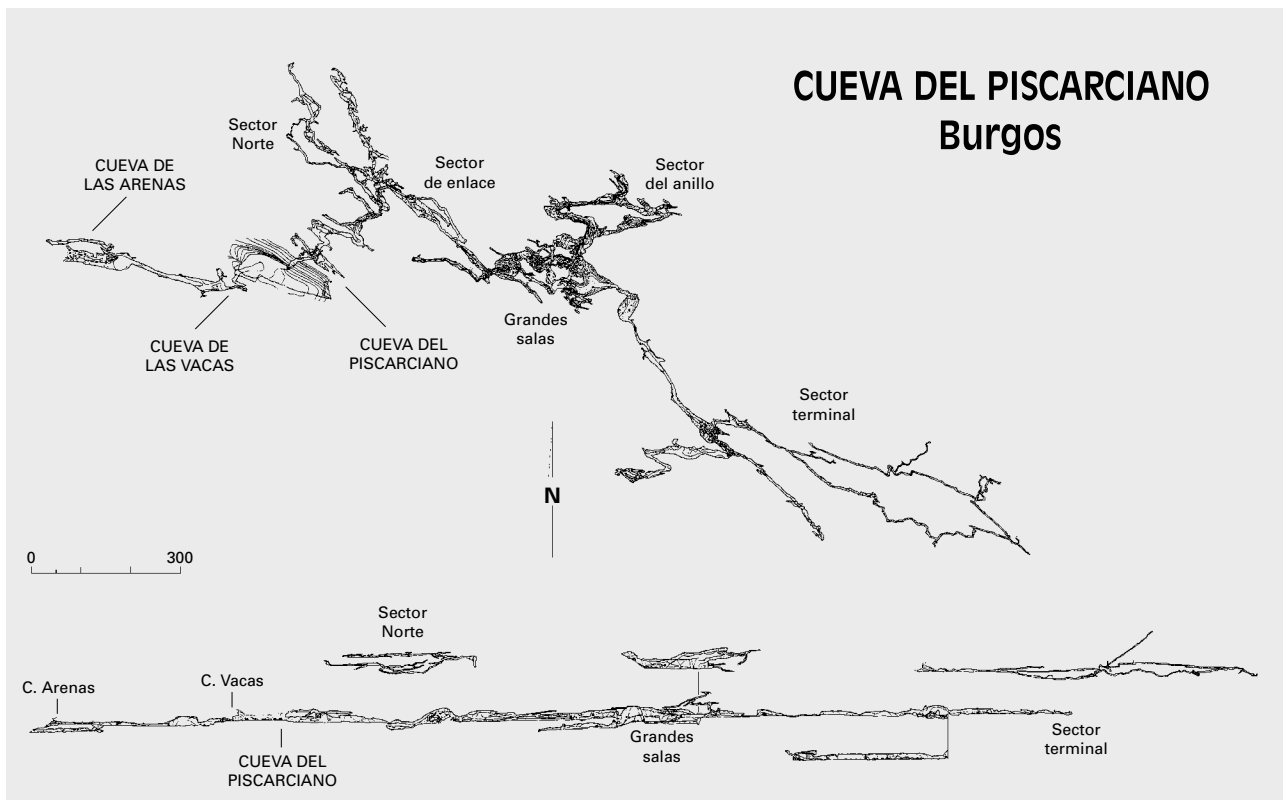 CUEVA DEL PISCARCIANO
Burgos
Sector
Norte
CUEVA DE
LAS ARENAS
Sector
de enlace
Sector
del anillo
CUEVA DE
LAS VACAS
CUEVA DEL
PISCARCIANO
Grandes
salas
Sector
terminal
N
0 300
Sector
Norte
C. Arenas
C. Vacas
CUEVA DEL
PISCARCIANO
Grandes
salas
Sector
terminal